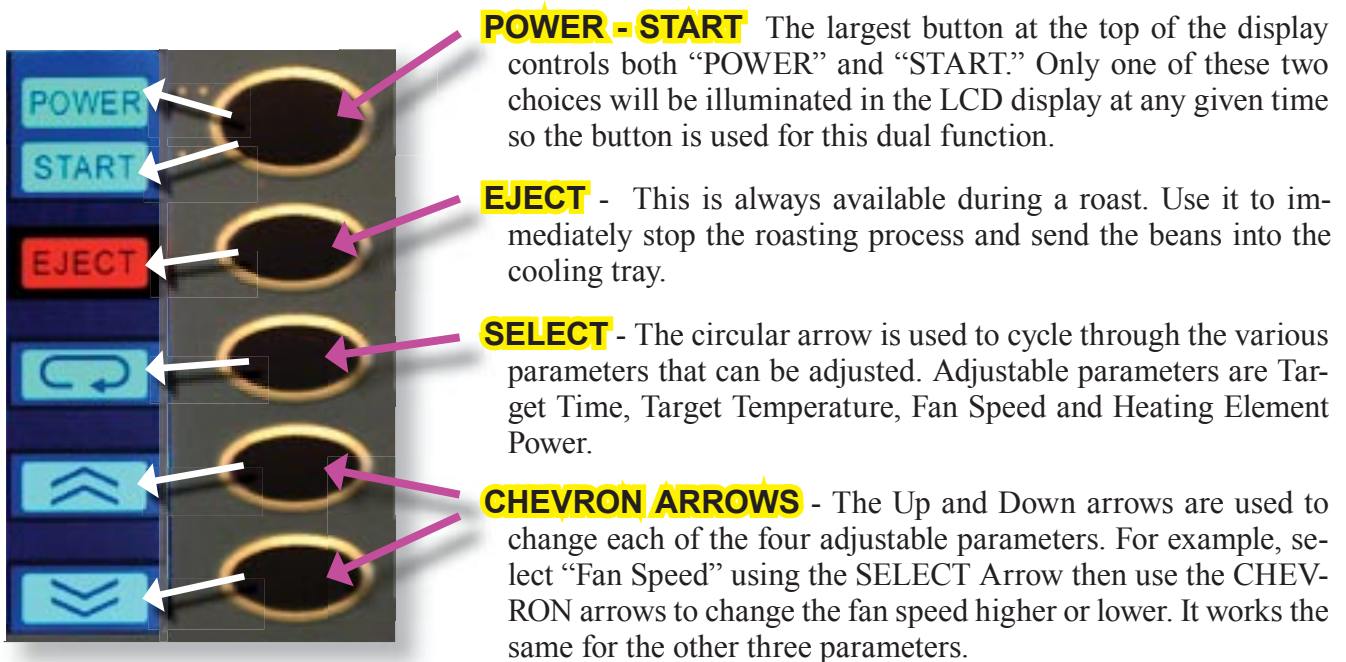 POWER
START
EJECT
POWER - START The largest button at the top of the display
controls both “POWER” and “START.” Only one of these two
choices will be illuminated in the LCD display at any given time
so the button is used for this dual function.
EJECT - This is always available during a roast. Use it to im-
mediately stop the roasting process and send the beans into the
cooling tray.
SELECT - The circular arrow is used to cycle through the various
parameters that can be adjusted. Adjustable parameters are Tar-
get Time, Target Temperature, Fan Speed and Heating Element
Power.
CHEVRON ARROWS - The Up and Down arrows are used to
change each of the four adjustable parameters. For example, se-
lect “Fan Speed” using the SELECT Arrow then use the CHEV-
RON arrows to change the fan speed higher or lower. It works the
same for the other three parameters.